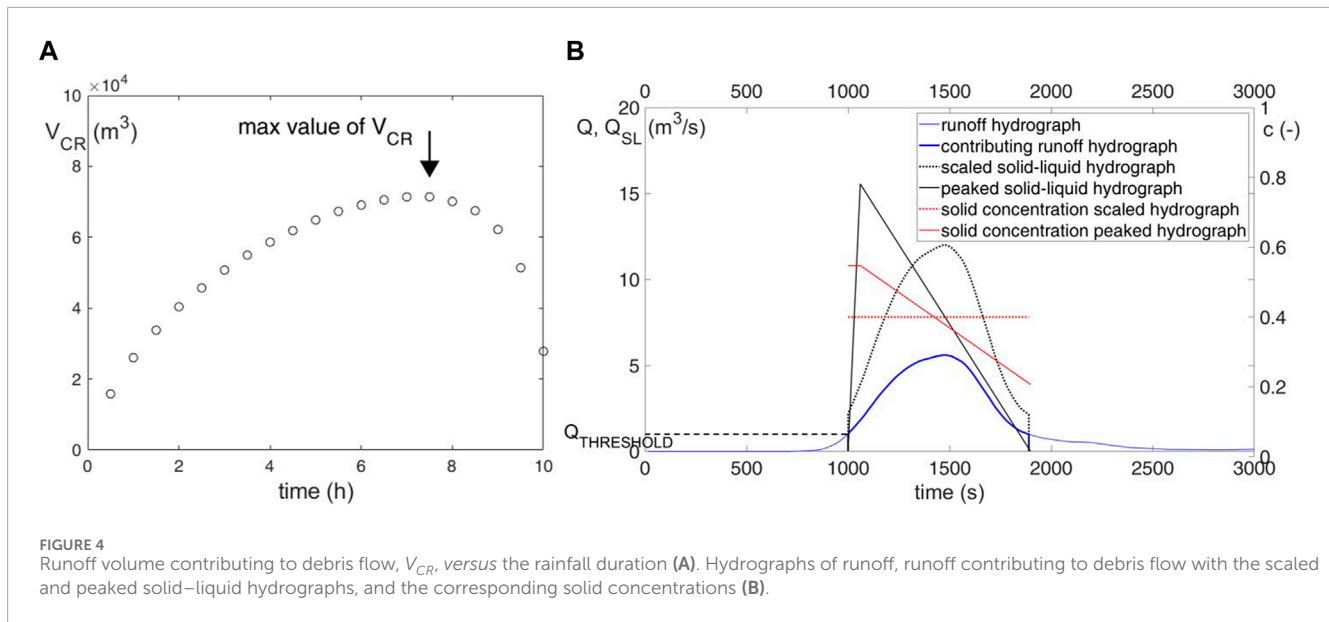 A
×10⁴
10
8
6
4
2
0
V_CR (m³)
max value of V_CR
0 2 4 6 8 10
time (h)
B
0 500 1000 1500 2000 2500 3000
20
15
10
5
0
Q, Q_SL (m³/s)
Q_THRESHOLD
runoff hydrograph
contributing runoff hydrograph
scaled solid-liquid hydrograph
peaked solid-liquid hydrograph
solid concentration scaled hydrograph
solid concentration peaked hydrograph
c (-)
1
0.8
0.6
0.4
0.2
0
0 500 1000 1500 2000 2500 3000
time (s)
FIGURE 4
Runoff volume contributing to debris flow, V_CR, versus the rainfall duration (A). Hydrographs of runoff, runoff contributing to debris flow with the scaled
and peaked solid–liquid hydrographs, and the corresponding solid concentrations (B).